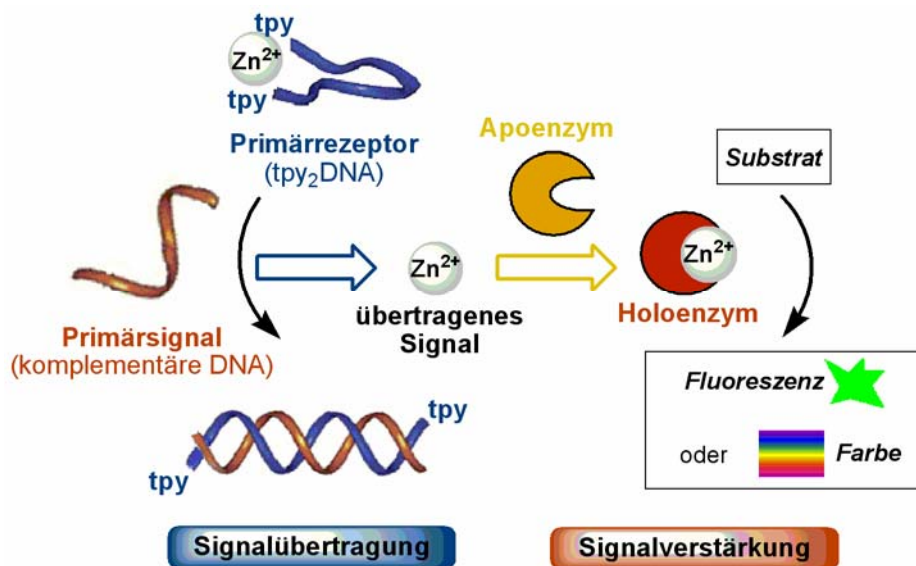 tpy
Zn2+
tpy
Primärrezeptor
(tpy2DNA)
Apoenzym
Substrat
Primärsignal
(komplementäre DNA)
Zn2+
übertragenes
Signal
Zn2+
Holoenzym
tpy
tpy
Fluoreszenz
oder Farbe
Signalübertragung
Signalverstärkung